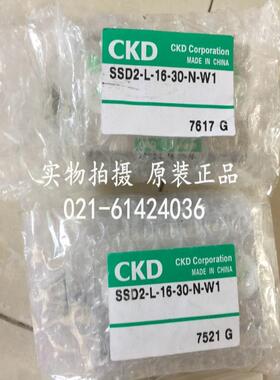 CKD
CKD Corporation
MADE IN CHINA
SSD2-L-16-30-N-W1
7617 G
实物拍摄 原装正品
021-61424036
CKD
CKD Corporation
MADE IN CHINA
SSD2-L-16-30-N-W1
7521 G